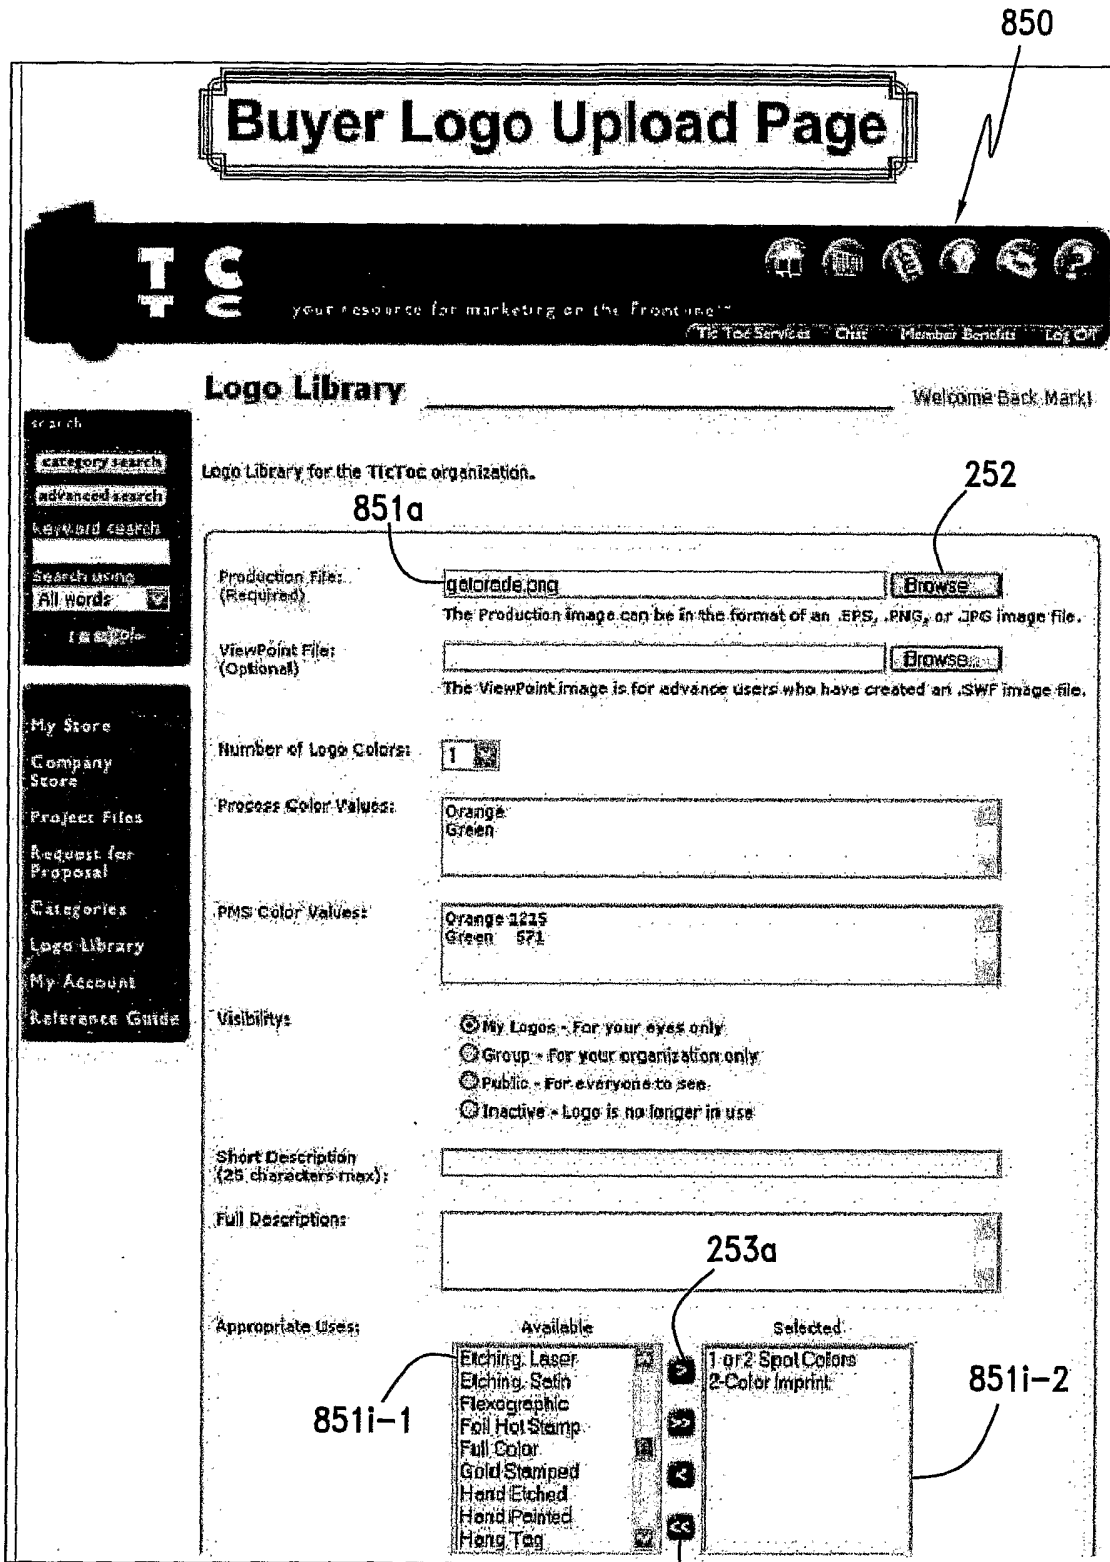 850
Buyer Logo Upload Page
T C
T C
your resource for marketing on the Frontline™
Tic Toc Services Chat Member Benefits Log Off
Logo Library
Welcome Back Mark!
search
category search
advanced search
keyword search
Search using
All words
Logo Library for the TicToc organization.
851a
252
Production File:
(Required)
gatorade.png
Browse...
The Production image can be in the format of an .EPS, .PNG, or .JPG image file.
ViewPoint File:
(Optional)
Browse...
The ViewPoint image is for advance users who have created an .SWF image file.
My Store
Company
Store
Project Files
Request for
Proposal
Categories
Logo Library
My Account
Reference Guide
Number of Logo Colors:
1
Process Color Values:
Orange
Green
PMS Color Values:
Orange 1215
Green 571
Visibility:
My Logos - For your eyes only
Group - For your organization only
Public - For everyone to see
Inactive - Logo is no longer in use
Short Description
(25 characters max):
Full Description:
253a
Appropriate Uses:
Available
Selected
Etching, Laser
Etching, Satin
Flexographic
Foil Hot Stamp
Full Color
Gold Stamped
Hand Etched
Hand Painted
Hang Tag
>
>>
<
<<
1 or 2 Spot Colors
2-Color Imprint
851i-1
851i-2